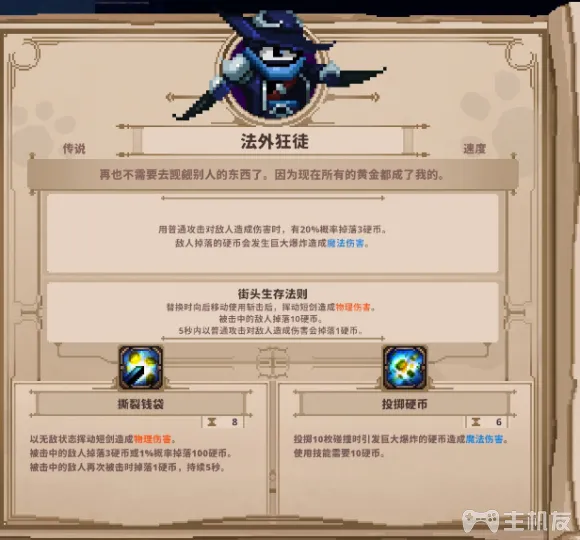 法外狂徒
传说
速度
再也不需要去觊觎别人的东西了。因为现在所有的黄金都成了我的。
用普通攻击对敌人造成伤害时，有20%概率掉落3硬币。
敌人掉落的硬币会发生巨大爆炸造成魔法伤害。
街头生存法则
替换时向后移动使用斩击后，挥动短剑造成物理伤害。
被击中的敌人掉落10硬币。
5秒内以普通攻击对敌人造成伤害会掉落1硬币。
撕裂钱袋
8
以无敌状态挥动短剑造成物理伤害。
被击中的敌人掉落3硬币或1%概率掉落100硬币。
被击中的敌人再次被击时掉落1硬币，持续5秒。
投掷硬币
6
投掷10枚碰撞时引发巨大爆炸的硬币造成魔法伤害。
使用技能需要10硬币。
主机友